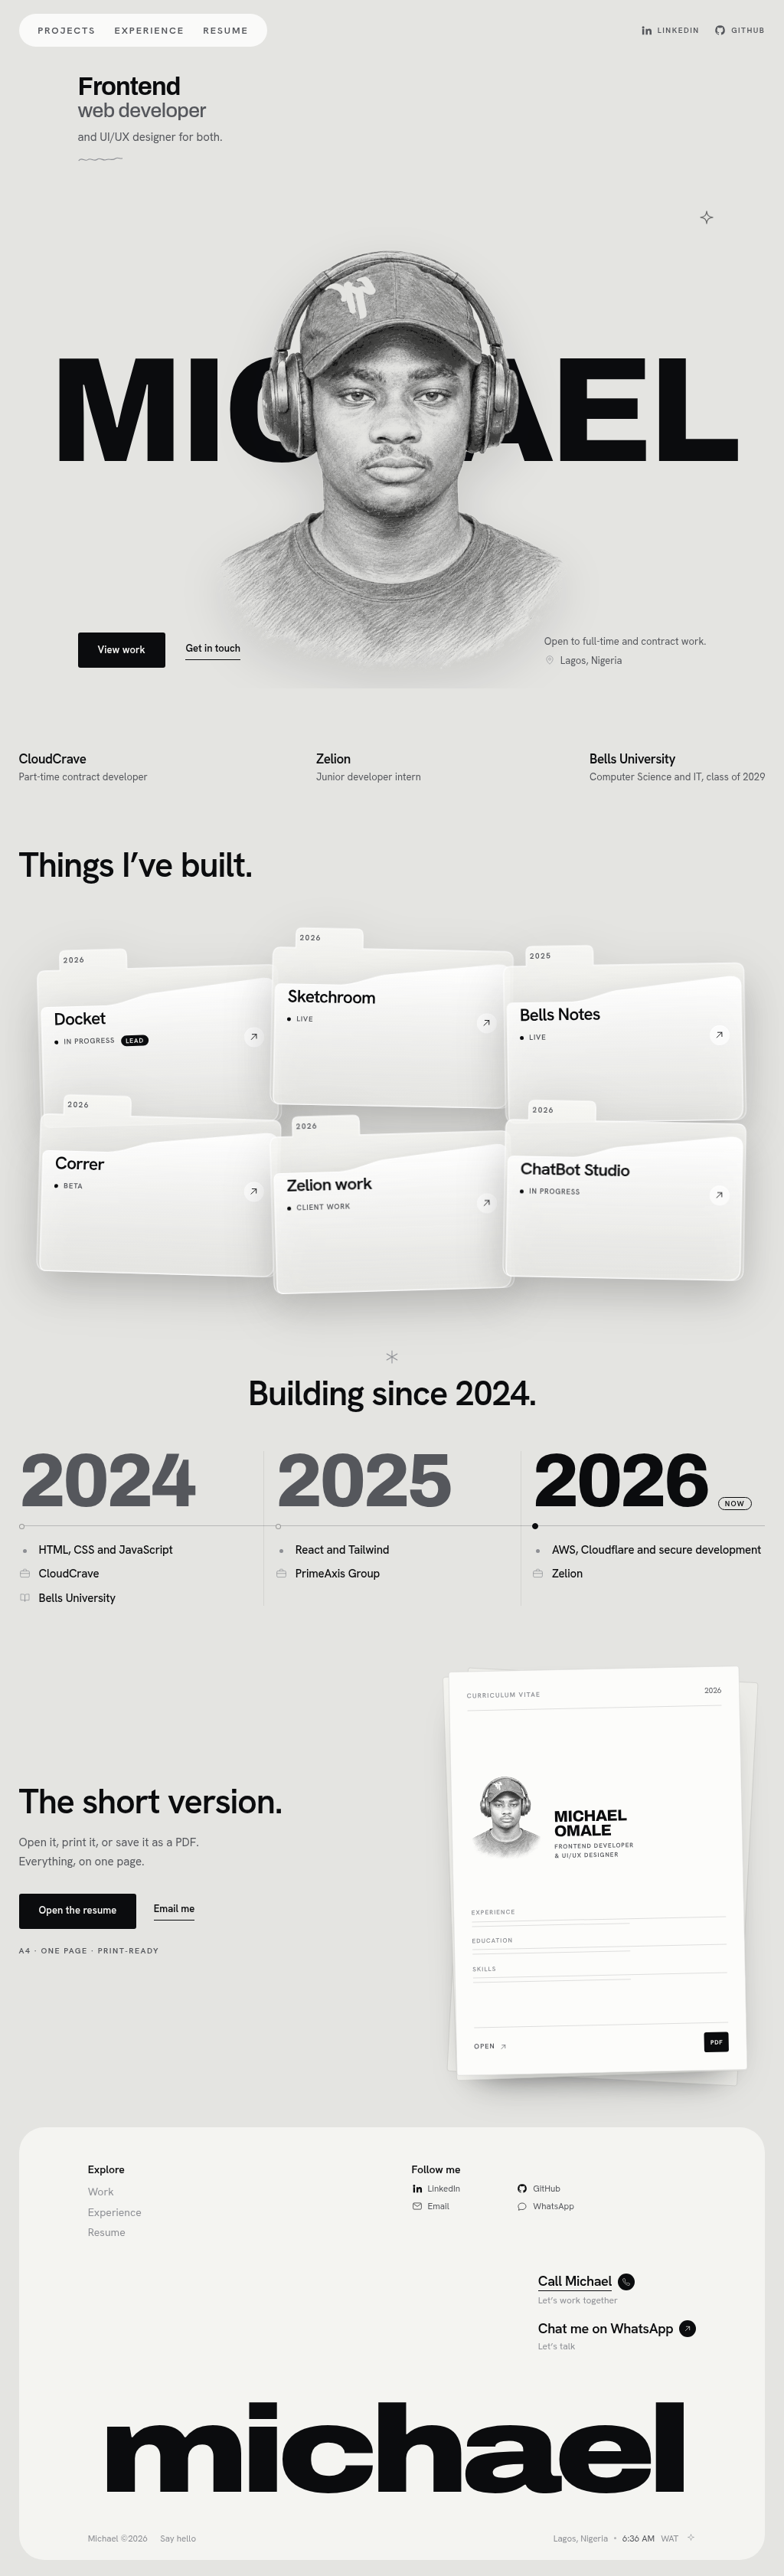 PROJECTS EXPERIENCE RESUME
LINKEDIN GITHUB
Frontend
web developer
and UI/UX designer for both.
MICHAEL
View work Get in touch
Open to full-time and contract work.
Lagos, Nigeria
CloudCrave
Part-time contract developer
Zelion
Junior developer intern
Bells University
Computer Science and IT, class of 2029
Things I’ve built.
2026
Docket
IN PROGRESS LEAD
2026
Sketchroom
LIVE
2025
Bells Notes
LIVE
2026
Correr
BETA
2026
Zelion work
CLIENT WORK
2026
ChatBot Studio
IN PROGRESS
Building since 2024.
2024
HTML, CSS and JavaScript
CloudCrave
Bells University
2025
React and Tailwind
PrimeAxis Group
2026 NOW
AWS, Cloudflare and secure development
Zelion
The short version.
Open it, print it, or save it as a PDF.
Everything, on one page.
Open the resume Email me
A4 · ONE PAGE · PRINT-READY
CURRICULUM VITAE 2026
MICHAEL
OMALE
FRONTEND DEVELOPER
& UI/UX DESIGNER
EXPERIENCE
EDUCATION
SKILLS
OPEN PDF
Explore
Work
Experience
Resume
Follow me
LinkedIn GitHub
Email WhatsApp
Call Michael
Let’s work together
Chat me on WhatsApp
Let’s talk
michael
Michael ©2026 Say hello
Lagos, Nigeria • 6:36 AM WAT